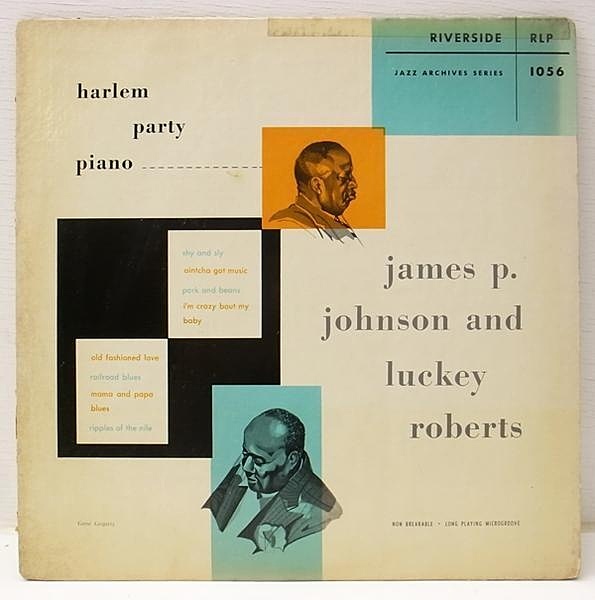 RIVERSIDE RLP
JAZZ ARCHIVES SERIES 1056
harlem
party
piano
shy and sly
aintcha got music
pork and beans
i'm crazy bout my
baby
old fashioned love
railroad blues
mama and papa
blues
ripples of the nile
james p.
johnson and
luckey
roberts
Gene Gogerty
NON BREAKABLE • LONG PLAYING MICROGROOVE